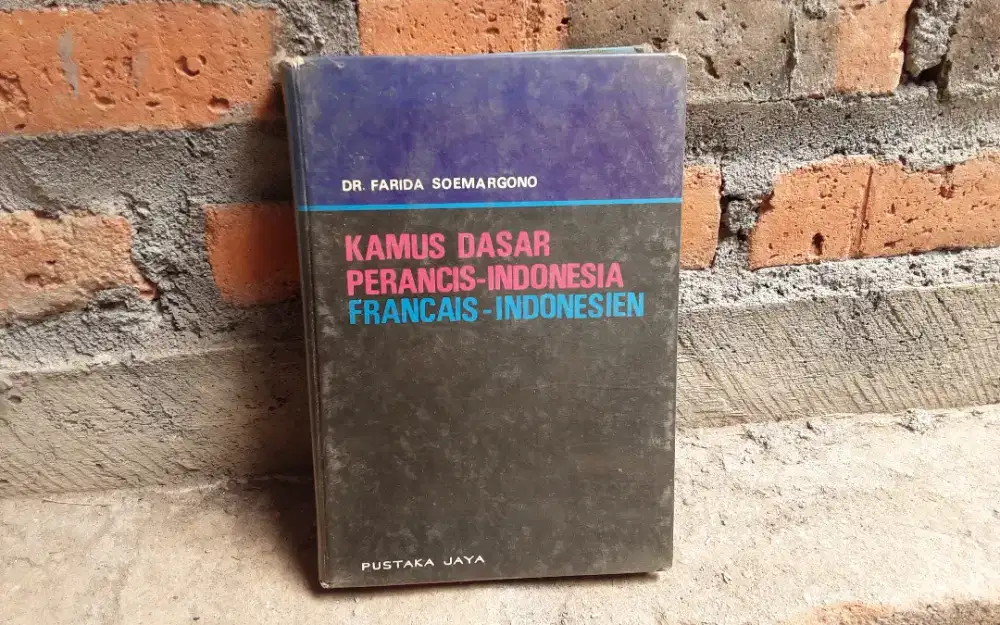 DR. FARIDA SOEMARGONO
KAMUS DASAR
PERANCIS-INDONESIA
FRANCAIS-INDONESIEN
PUSTAKA JAYA